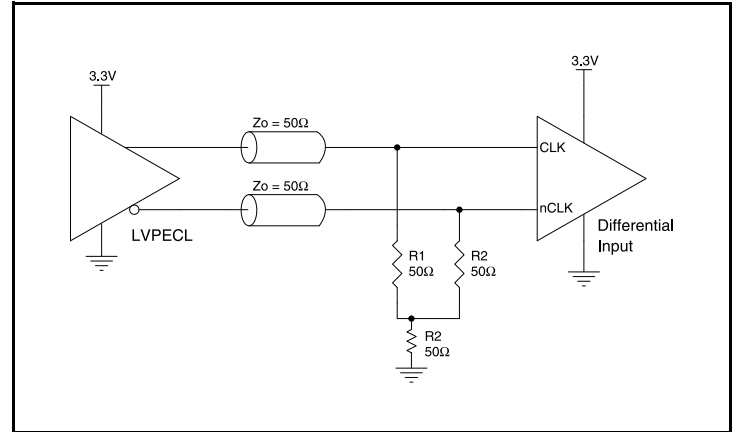 3.3V
3.3V
Zo = 50Ω
CLK
Zo = 50Ω
nCLK
LVPECL
Differential
Input
R1
50Ω
R2
50Ω
R2
50Ω